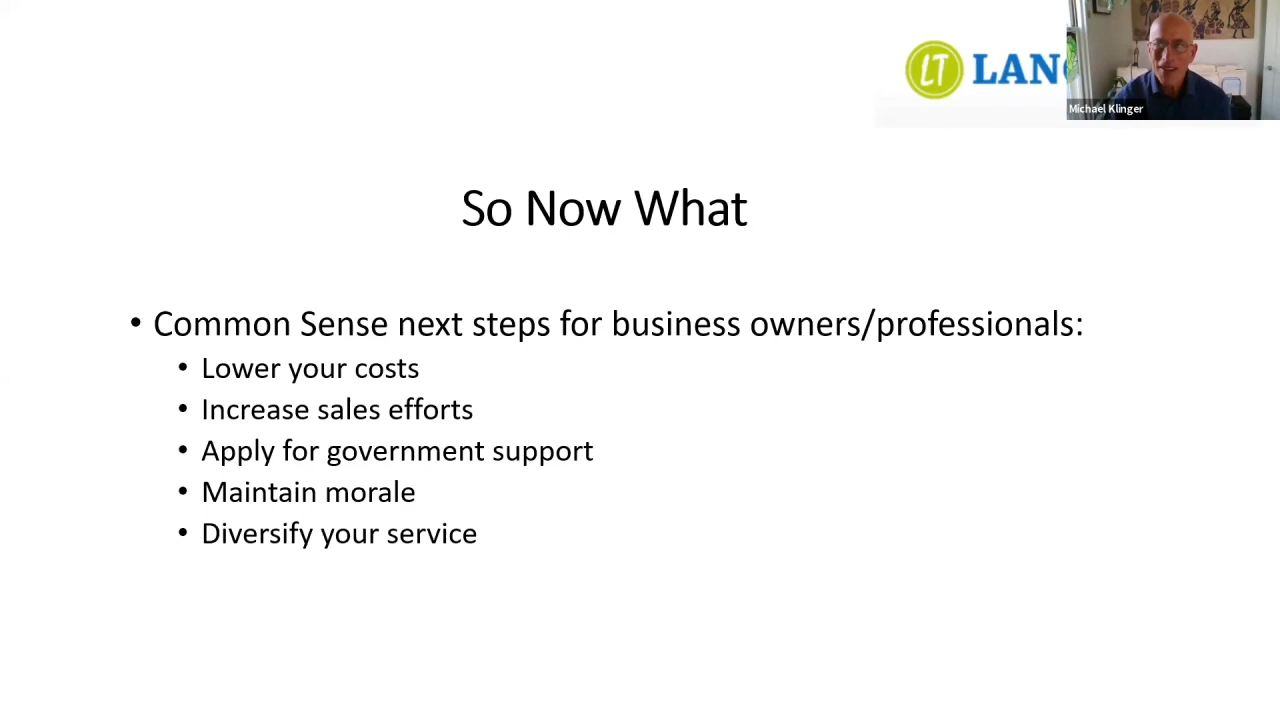 LT LAN
Michael Klinger
So Now What
• Common Sense next steps for business owners/professionals:
• Lower your costs
• Increase sales efforts
• Apply for government support
• Maintain morale
• Diversify your service